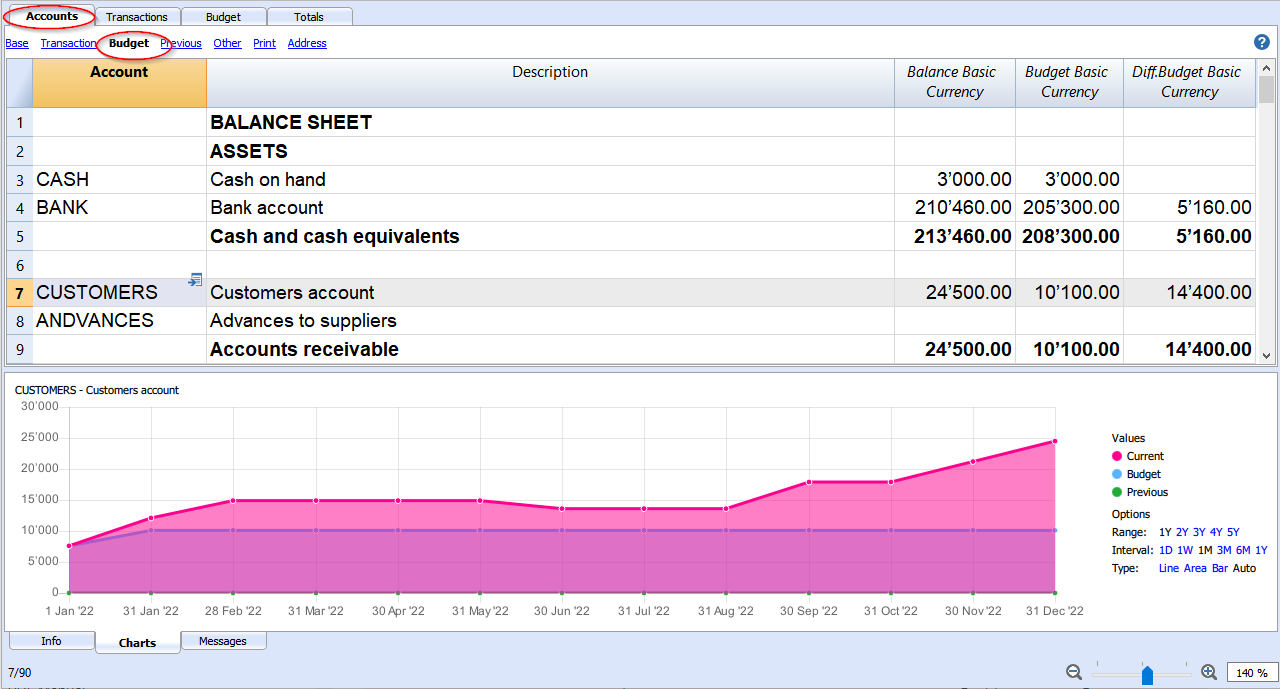 Accounts Transactions Budget Totals
Base Transaction Budget Previous Other Print Address ?
Account Description Balance Basic Currency Budget Basic Currency Diff.Budget Basic Currency
1 BALANCE SHEET
2 ASSETS
3 CASH Cash on hand 3’000.00 3’000.00
4 BANK Bank account 210’460.00 205’300.00 5’160.00
5 Cash and cash equivalents 213’460.00 208’300.00 5’160.00
6
7 CUSTOMERS Customers account 24’500.00 10’100.00 14’400.00
8 ANDVANCES Advances to suppliers
9 Accounts receivable 24’500.00 10’100.00 14’400.00
CUSTOMERS - Customers account
30’000
25’000
20’000
15’000
10’000
5’000
0
1 Jan '22 31 Jan '22 28 Feb '22 31 Mar '22 30 Apr '22 31 May '22 30 Jun '22 31 Jul '22 31 Aug '22 30 Sep '22 31 Oct '22 30 Nov '22 31 Dec '22
Values
Current
Budget
Previous
Options
Range: 1Y 2Y 3Y 4Y 5Y
Interval: 1D 1W 1M 3M 6M 1Y
Type: Line Area Bar Auto
Info Charts Messages
7/90 140 %